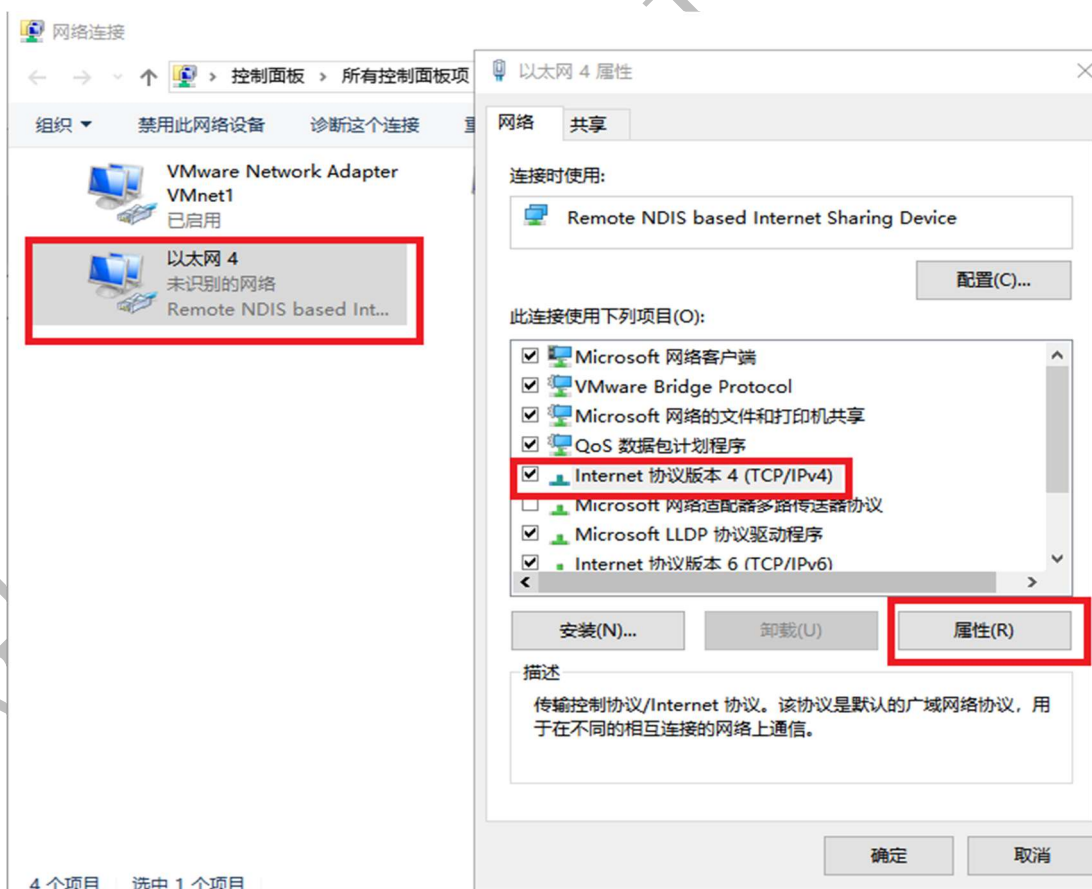 网络连接
控制面板 › 所有控制面板项
组织
禁用此网络设备
诊断这个连接
VMware Network Adapter
VMnet1
已启用
以太网 4
未识别的网络
Remote NDIS based Int...
4 个项目
选中 1 个项目
以太网 4 属性
网络
共享
连接时使用:
Remote NDIS based Internet Sharing Device
配置(C)...
此连接使用下列项目(O):
Microsoft 网络客户端
VMware Bridge Protocol
Microsoft 网络的文件和打印机共享
QoS 数据包计划程序
Internet 协议版本 4 (TCP/IPv4)
Microsoft 网络适配器多路传送器协议
Microsoft LLDP 协议驱动程序
Internet 协议版本 6 (TCP/IPv6)
安装(N)...
卸载(U)
属性(R)
描述
传输控制协议/Internet 协议。该协议是默认的广域网络协议，用
于在不同的相互连接的网络上通信。
确定
取消